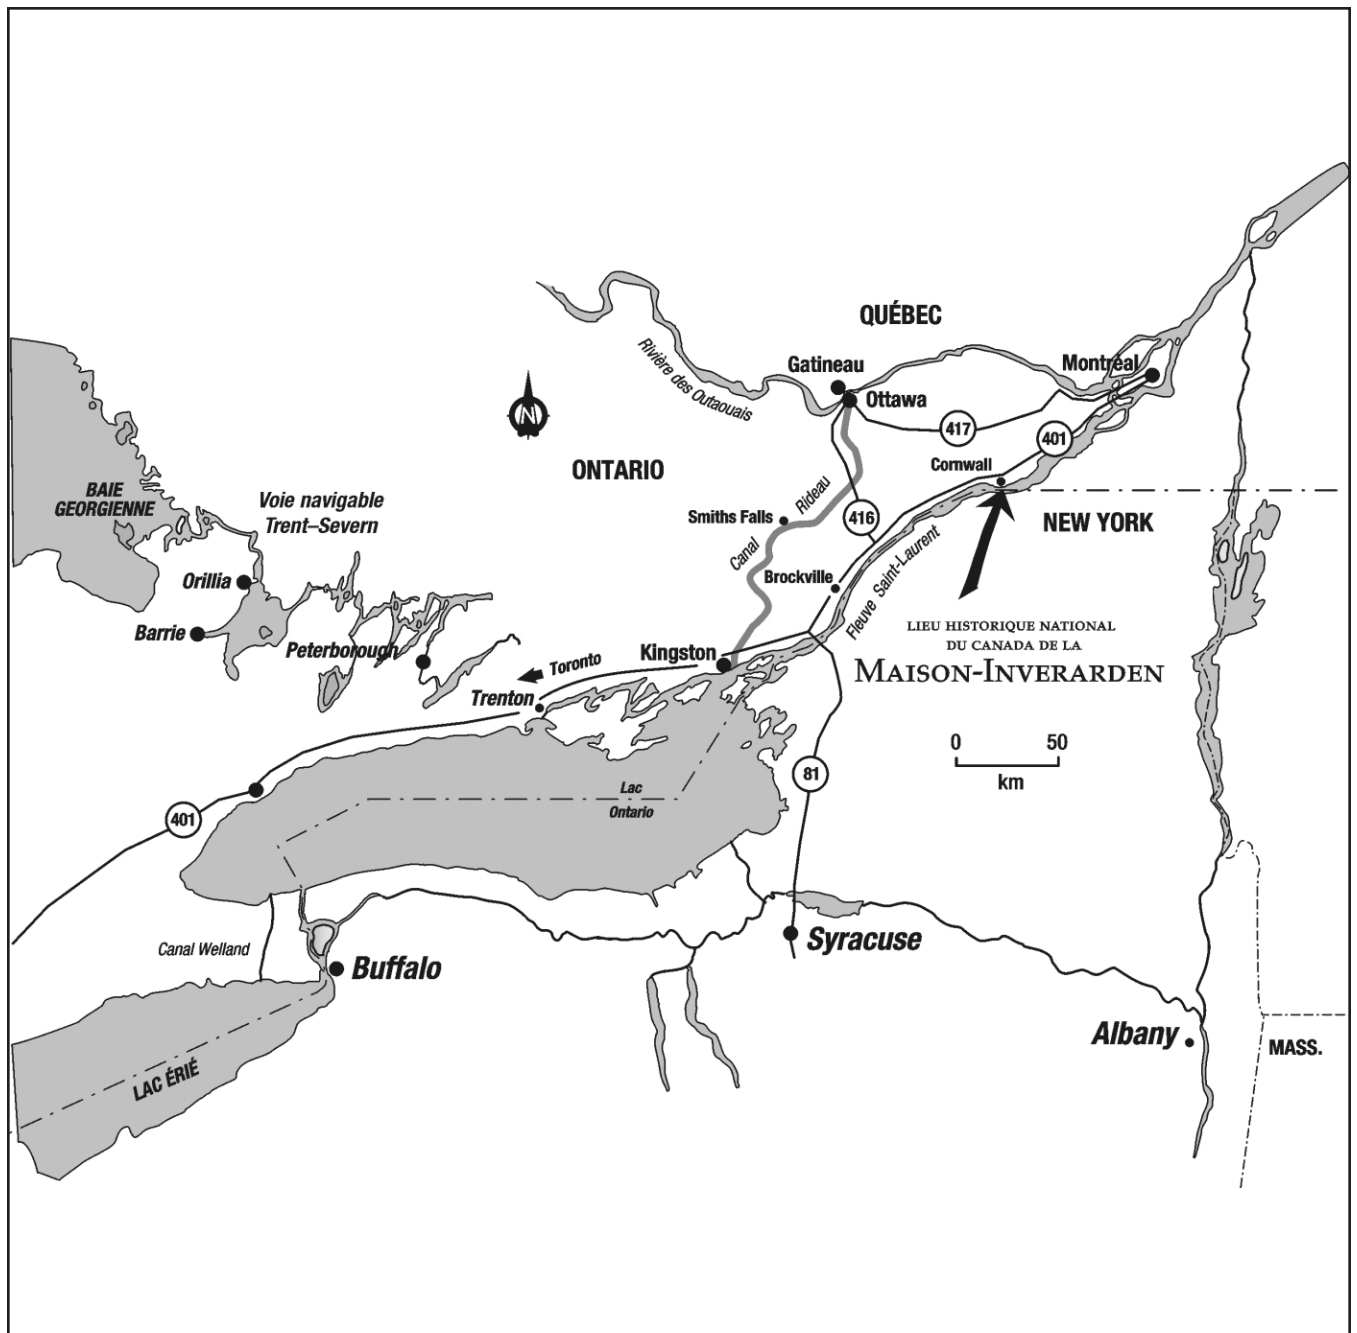 QUÉBEC
Rivière des Outaouais
Gatineau
Montréal
Ottawa
417
401
N
ONTARIO
Cornwall
BAIE
GEORGIENNE
Voie navigable
Trent–Severn
Rideau
Canal
Smiths Falls
416
NEW YORK
Orillia
Brockville
Fleuve Saint-Laurent
Barrie
Peterborough
Kingston
Toronto
Trenton
LIEU HISTORIQUE NATIONAL
DU CANADA DE LA
MAISON-INVERARDEN
0 50
km
81
Lac
Ontario
401
Canal Welland
Syracuse
Buffalo
Albany
MASS.
LAC ÉRIÉ